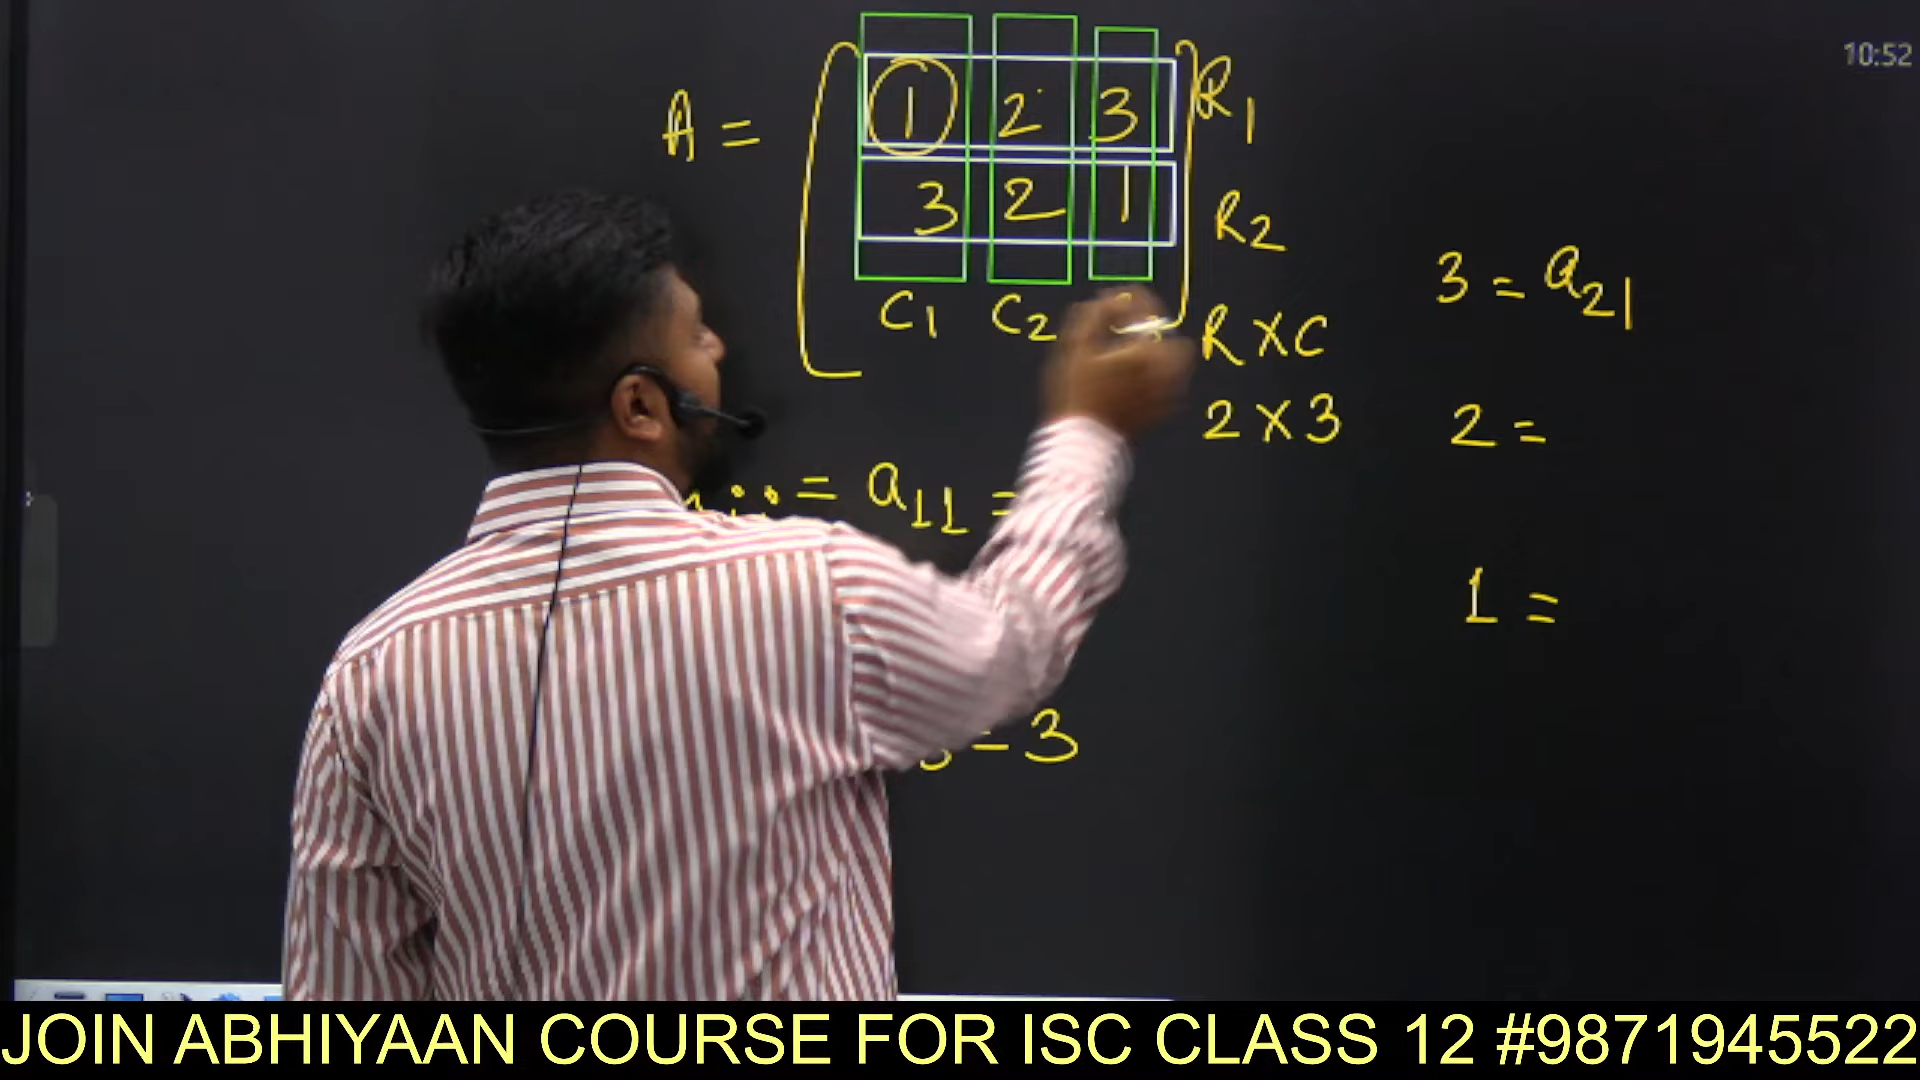 10:52
A = 1 2 3 R1
3 2 1 R2
C1 C2
R X C
2 X 3
3 = a21
2 =
1 =
= a11 =
3 = 3
JOIN ABHIYAAN COURSE FOR ISC CLASS 12 #9871945522